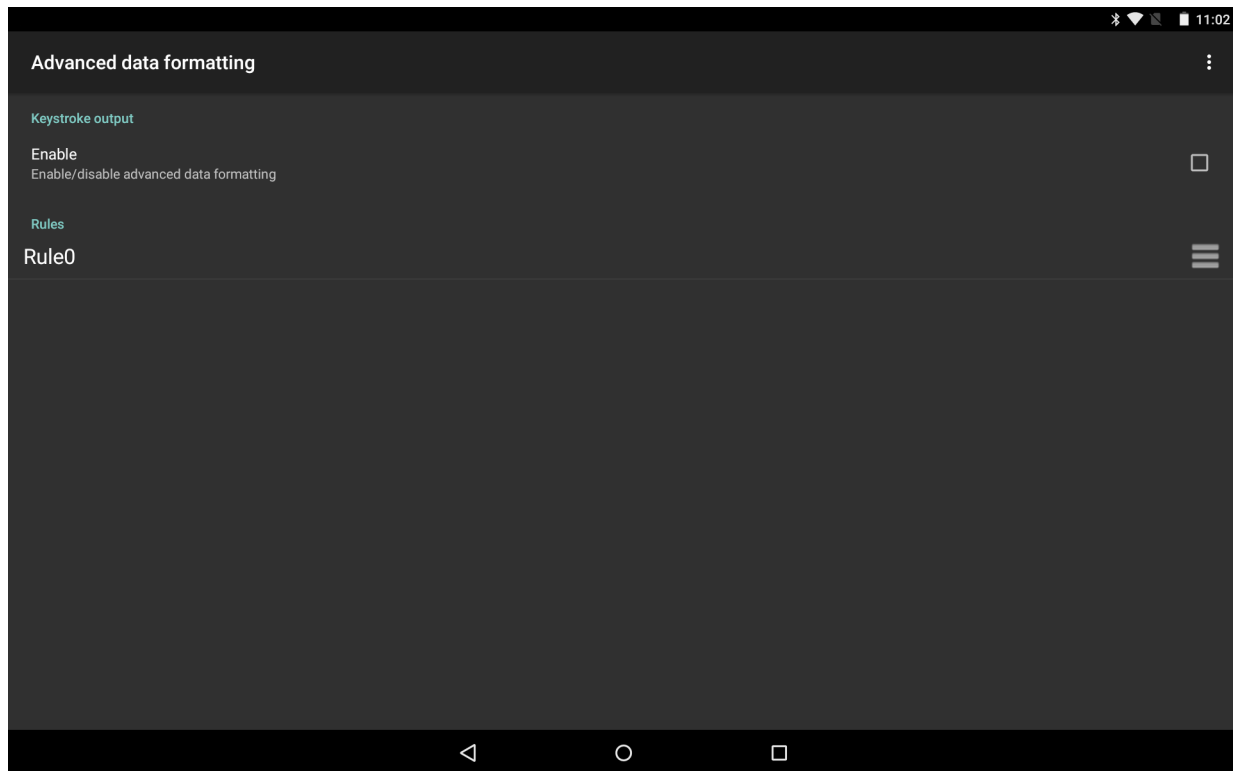 11:02
Advanced data formatting
Keystroke output
Enable
Enable/disable advanced data formatting
Rules
Rule0